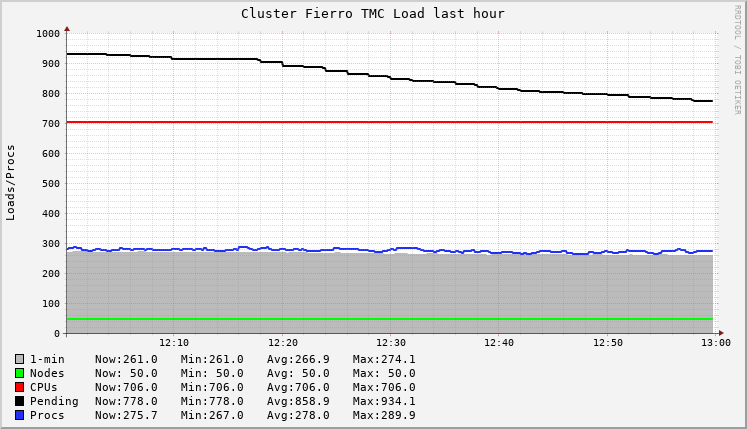 Cluster Fierro TMC Load last hour
RRDTOOL / TOBI OETIKER
Loads/Procs
1000
900
800
700
600
500
400
300
200
100
0
12:10 12:20 12:30 12:40 12:50 13:00
1-min Now:261.0 Min:261.0 Avg:266.9 Max:274.1
Nodes Now: 50.0 Min: 50.0 Avg: 50.0 Max: 50.0
CPUs Now:706.0 Min:706.0 Avg:706.0 Max:706.0
Pending Now:778.0 Min:778.0 Avg:858.9 Max:934.1
Procs Now:275.7 Min:267.0 Avg:278.0 Max:289.9